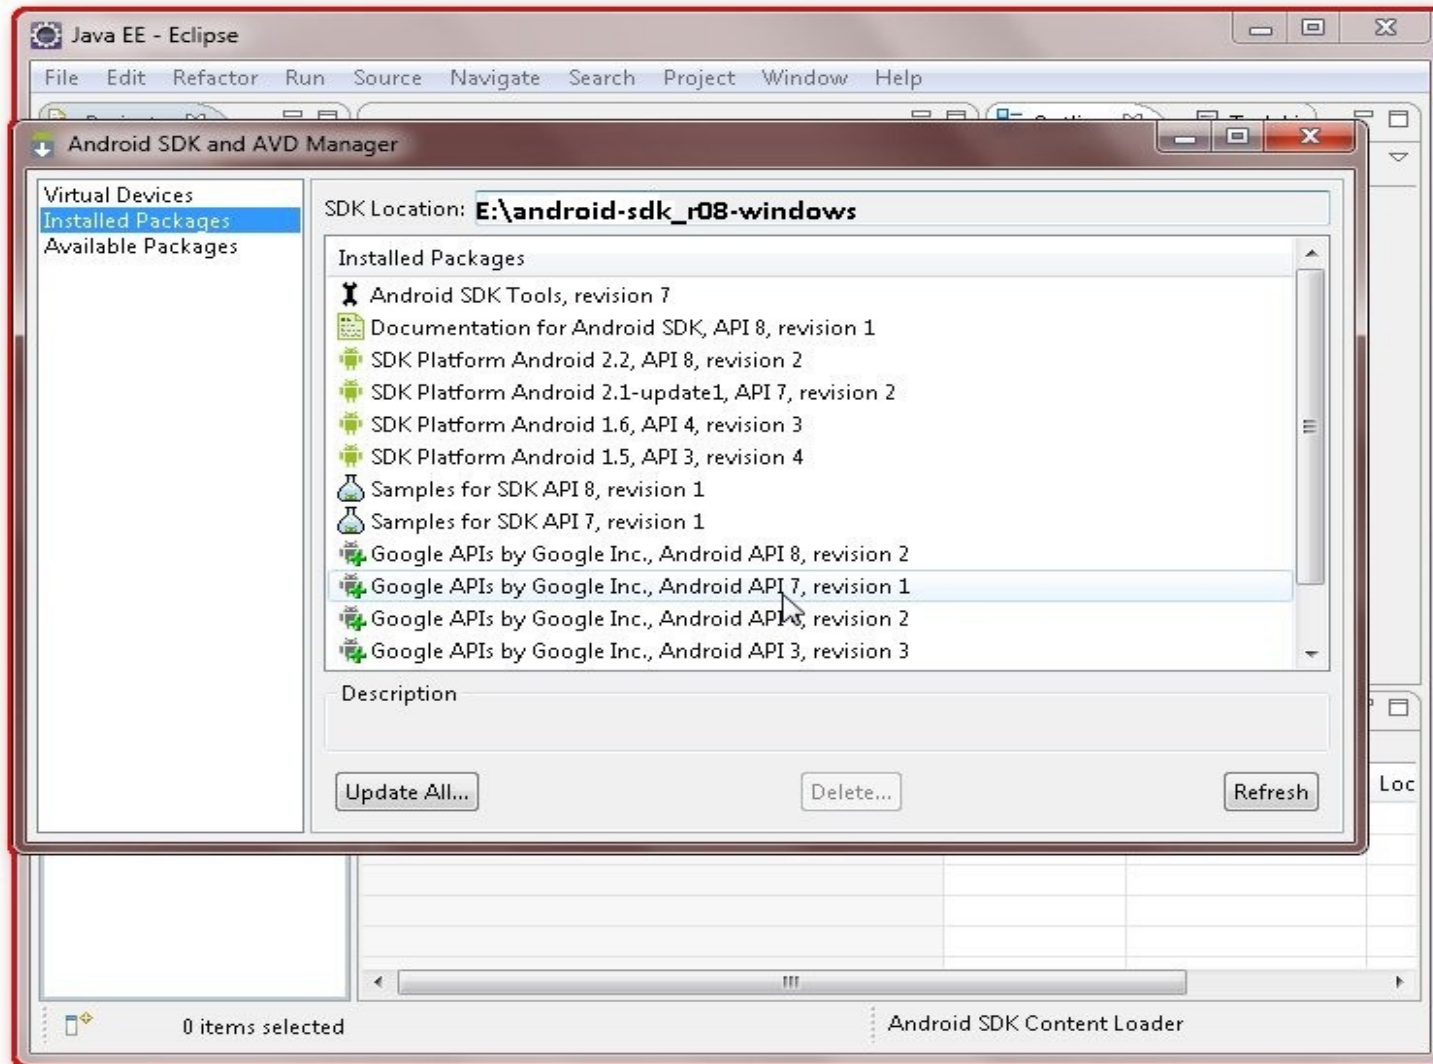 Java EE - Eclipse
File Edit Refactor Run Source Navigate Search Project Window Help
Android SDK and AVD Manager
Virtual Devices
Installed Packages
Available Packages
SDK Location: E:\android-sdk_r08-windows
Installed Packages
Android SDK Tools, revision 7
Documentation for Android SDK, API 8, revision 1
SDK Platform Android 2.2, API 8, revision 2
SDK Platform Android 2.1-update1, API 7, revision 2
SDK Platform Android 1.6, API 4, revision 3
SDK Platform Android 1.5, API 3, revision 4
Samples for SDK API 8, revision 1
Samples for SDK API 7, revision 1
Google APIs by Google Inc., Android API 8, revision 2
Google APIs by Google Inc., Android API 7, revision 1
Google APIs by Google Inc., Android API , revision 2
Google APIs by Google Inc., Android API 3, revision 3
Description
Update All... Delete... Refresh
Loc
0 items selected
Android SDK Content Loader